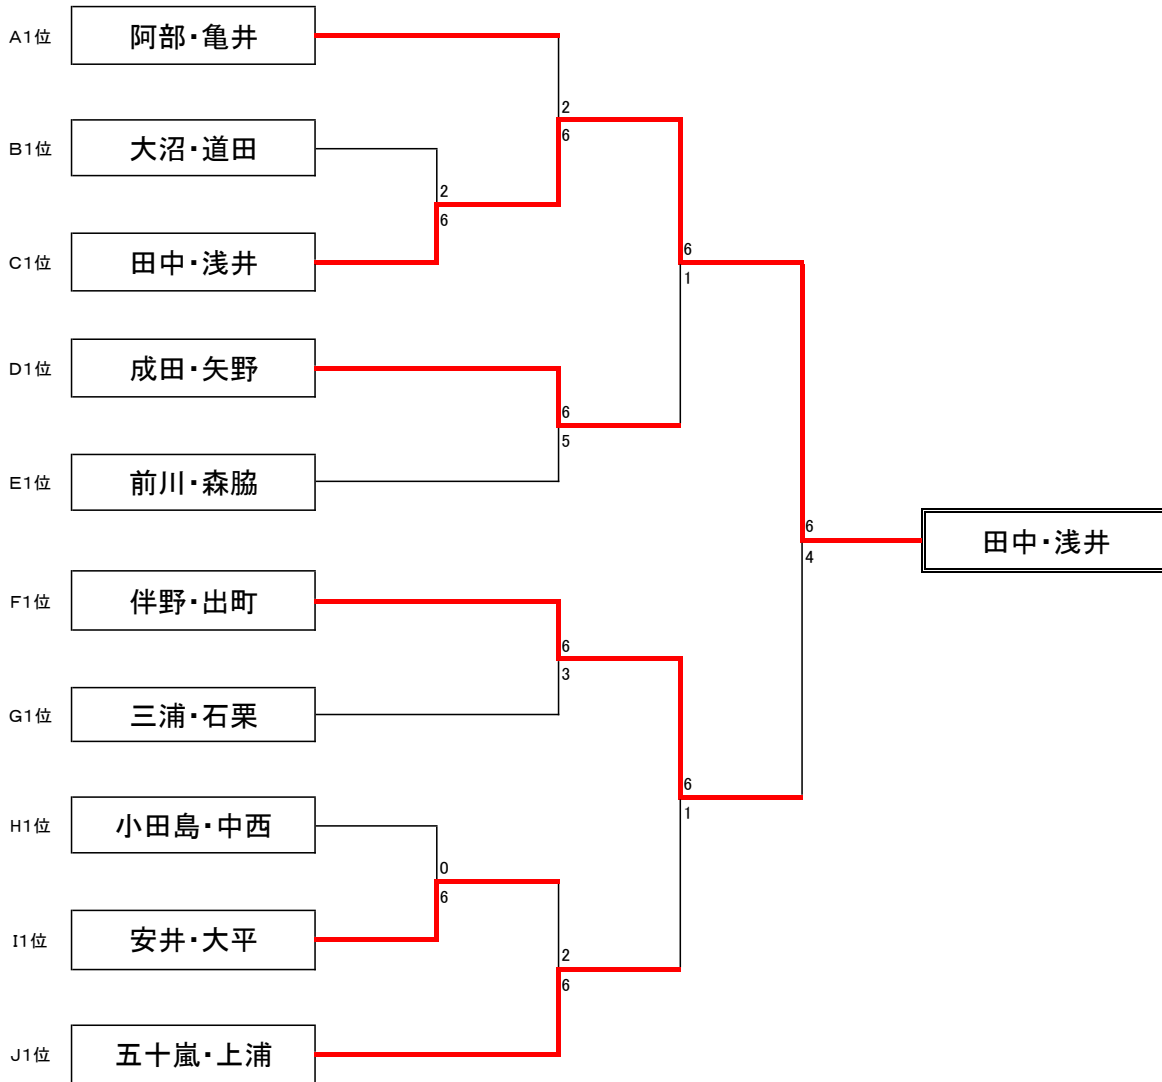 A1位 阿部・亀井
2
6
B1位 大沼・道田
2
6
C1位 田中・浅井
6
1
D1位 成田・矢野
6
5
E1位 前川・森脇
6
4
田中・浅井
F1位 伴野・出町
6
3
G1位 三浦・石栗
6
1
H1位 小田島・中西
0
6
I1位 安井・大平
2
6
J1位 五十嵐・上浦